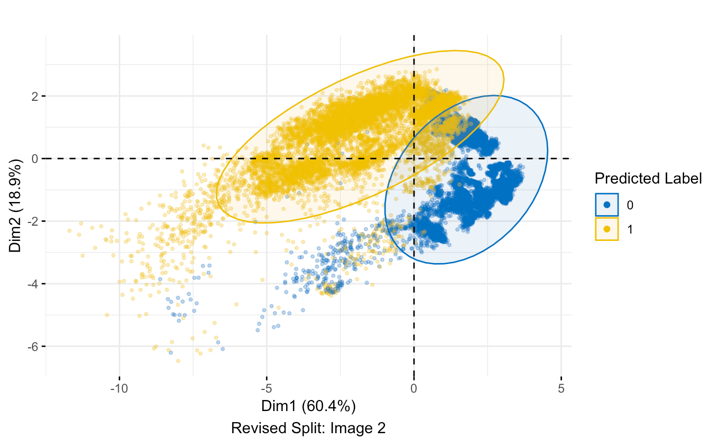 Dim2 (18.9%)
2
0
-2
-4
-6
-10
-5
0
5
Dim1 (60.4%)
Revised Split: Image 2
Predicted Label
0
1